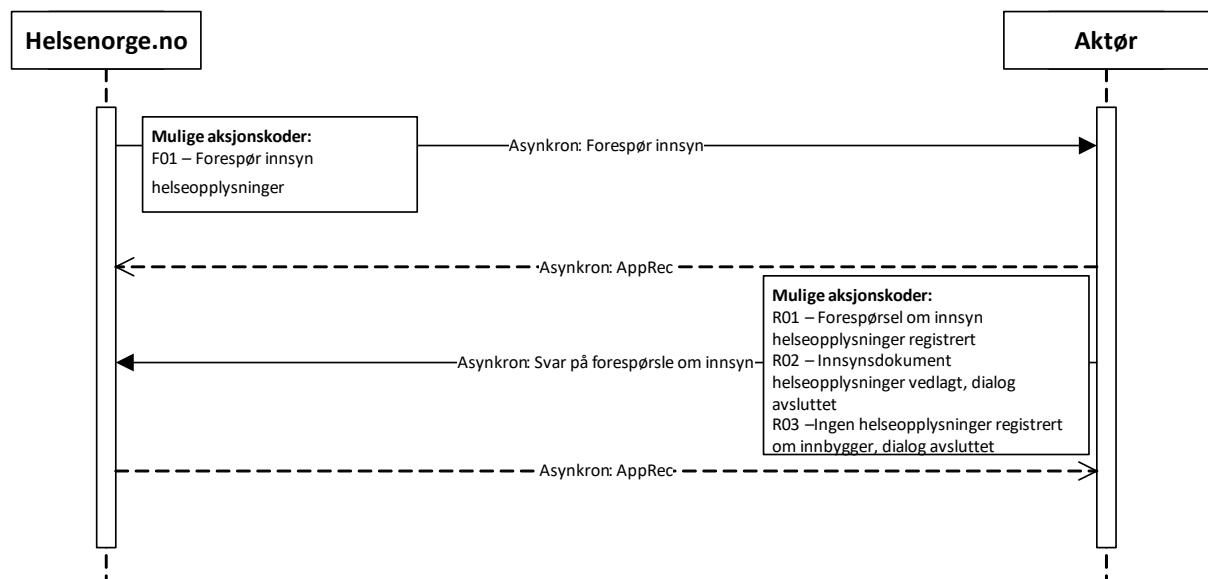 Helsenorge.no
Aktør
Mulige aksjonskoder:
F01 – Forespør innsyn
helseopplysninger
Asynkron: Forespør innsyn
Asynkron: AppRec
Mulige aksjonskoder:
R01 – Forespørsel om innsyn
helseopplysninger registrert
R02 – Innsynsdokument
helseopplysninger vedlagt, dialog
avsluttet
R03 –Ingen helseopplysninger registrert
om innbygger, dialog avsluttet
Asynkron: Svar på forespørsle om innsyn
Asynkron: AppRec